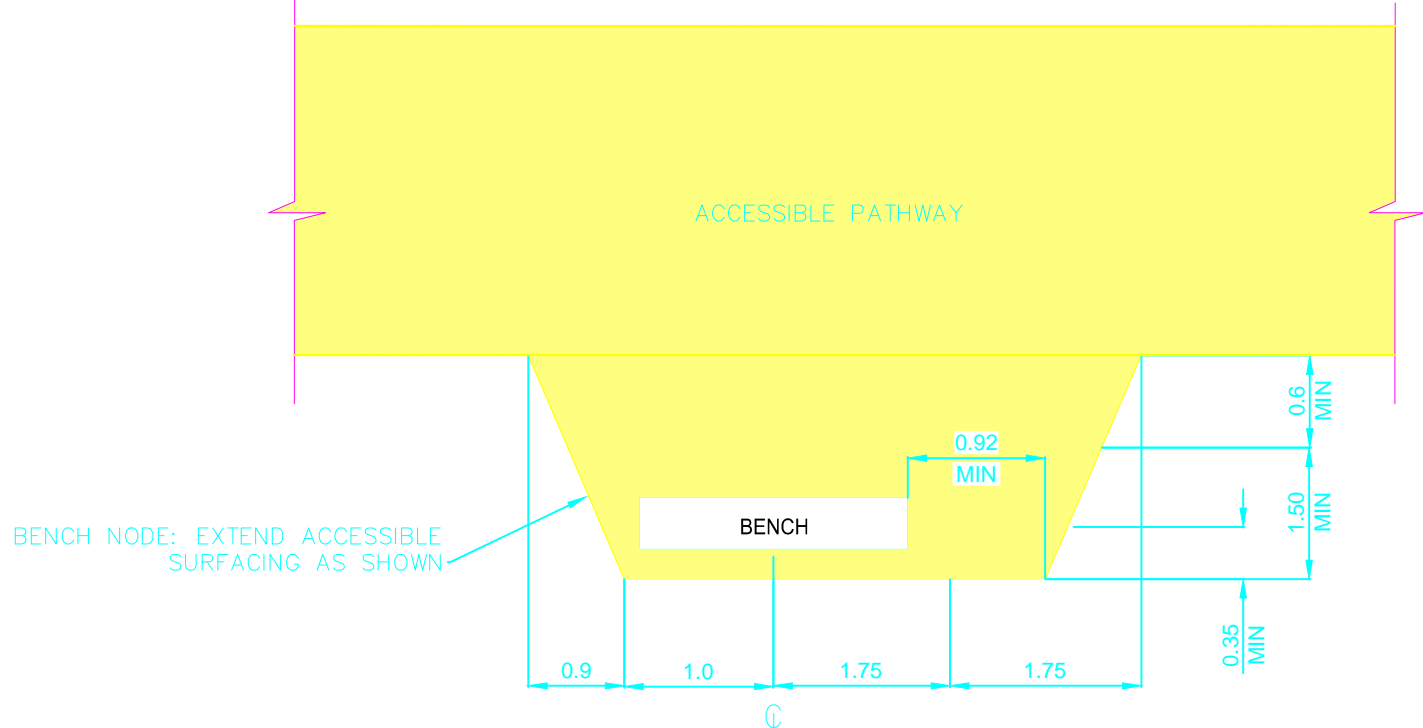 ACCESSIBLE PATHWAY
0.6
MIN
0.92
MIN
1.50
MIN
BENCH
BENCH NODE: EXTEND ACCESSIBLE
SURFACING AS SHOWN
0.35
MIN
0.9
1.0
1.75
1.75
℄